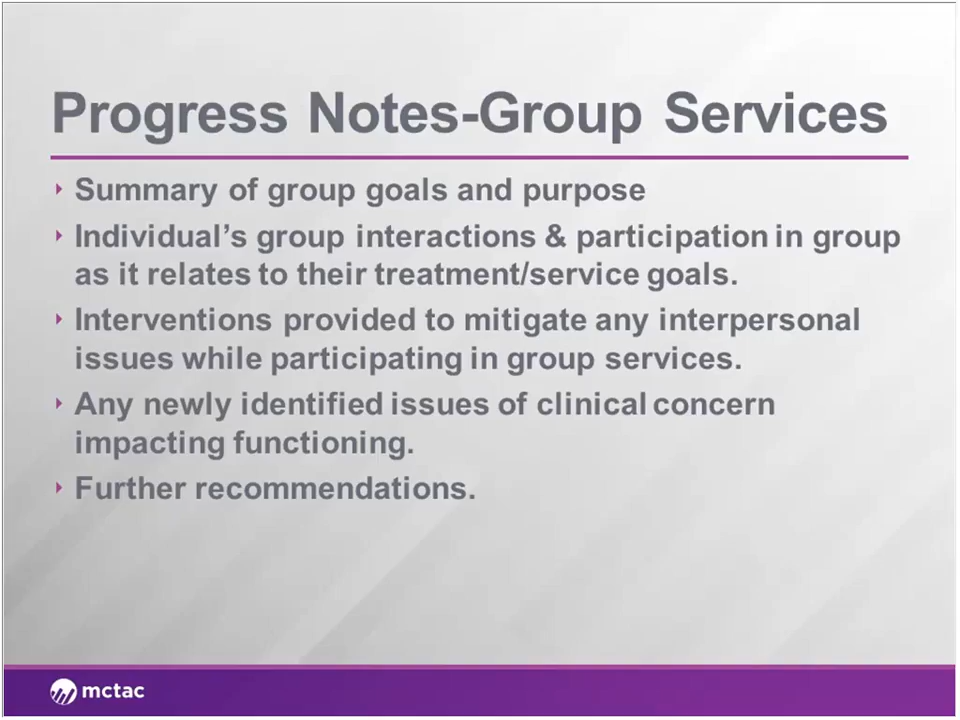 Progress Notes-Group Services
Summary of group goals and purpose
Individual’s group interactions & participation in group
as it relates to their treatment/service goals.
Interventions provided to mitigate any interpersonal
issues while participating in group services.
Any newly identified issues of clinical concern
impacting functioning.
Further recommendations.
mctac